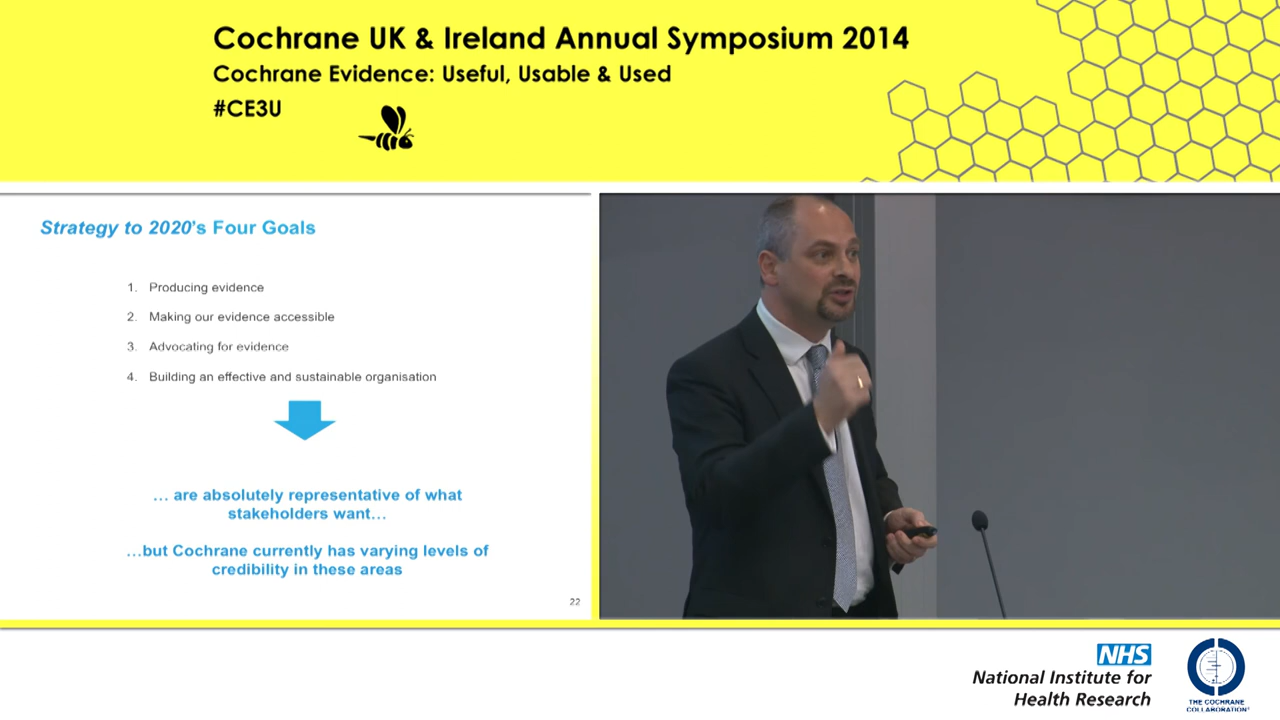 Cochrane UK & Ireland Annual Symposium 2014
Cochrane Evidence: Useful, Usable & Used
#CE3U
Strategy to 2020's Four Goals
1. Producing evidence
2. Making our evidence accessible
3. Advocating for evidence
4. Building an effective and sustainable organisation
… are absolutely representative of what
stakeholders want…
…but Cochrane currently has varying levels of
credibility in these areas
22
NHS
National Institute for
Health Research
THE COCHRANE
COLLABORATION®